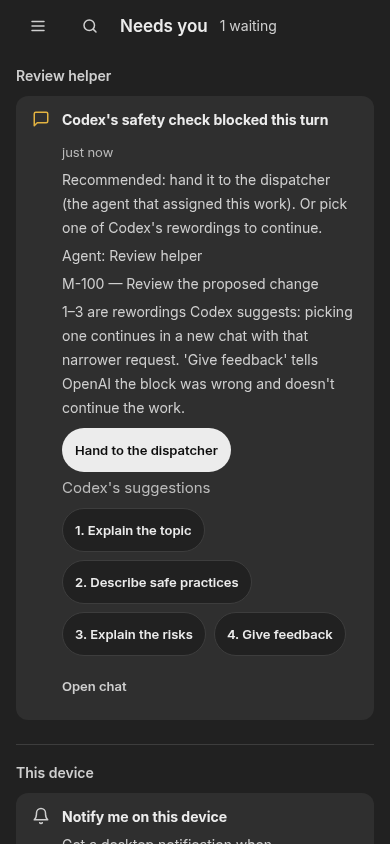 Needs you 1 waiting
Review helper
Codex's safety check blocked this turn
just now
Recommended: hand it to the dispatcher
(the agent that assigned this work). Or pick
one of Codex's rewordings to continue.
Agent: Review helper
M-100 — Review the proposed change
1–3 are rewordings Codex suggests: picking
one continues in a new chat with that
narrower request. 'Give feedback' tells
OpenAI the block was wrong and doesn't
continue the work.
Hand to the dispatcher
Codex's suggestions
1. Explain the topic
2. Describe safe practices
3. Explain the risks 4. Give feedback
Open chat
This device
Notify me on this device
Get a desktop notification when